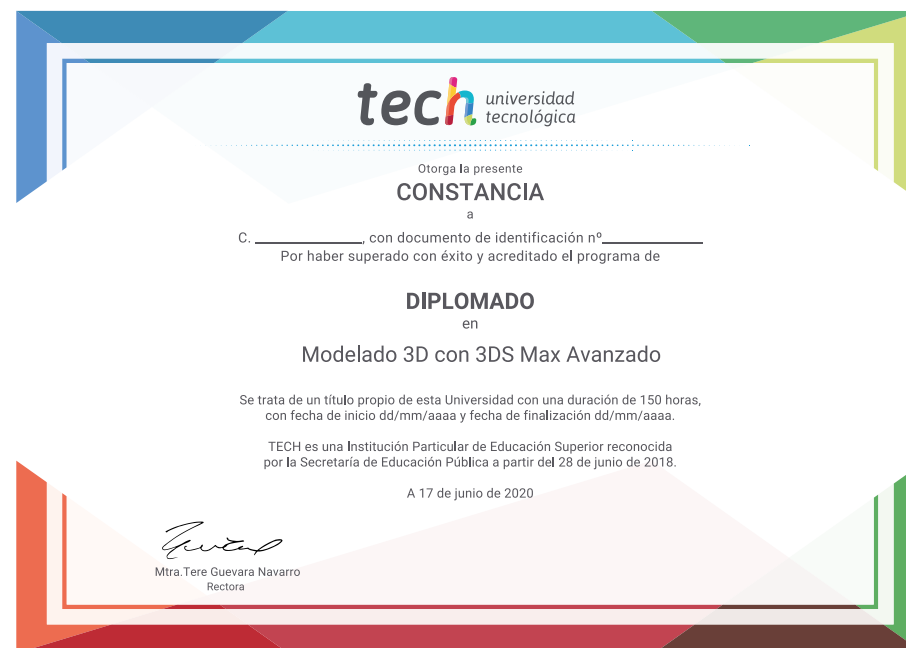 tech universidad
tecnológica
Otorga la presente
CONSTANCIA
a
C. ______________, con documento de identificación nº_____________
Por haber superado con éxito y acreditado el programa de
DIPLOMADO
en
Modelado 3D con 3DS Max Avanzado
Se trata de un título propio de esta Universidad con una duración de 150 horas,
con fecha de inicio dd/mm/aaaa y fecha de finalización dd/mm/aaaa.
TECH es una Institución Particular de Educación Superior reconocida
por la Secretaría de Educación Pública a partir del 28 de junio de 2018.
A 17 de junio de 2020
Mtra.Tere Guevara Navarro
Rectora